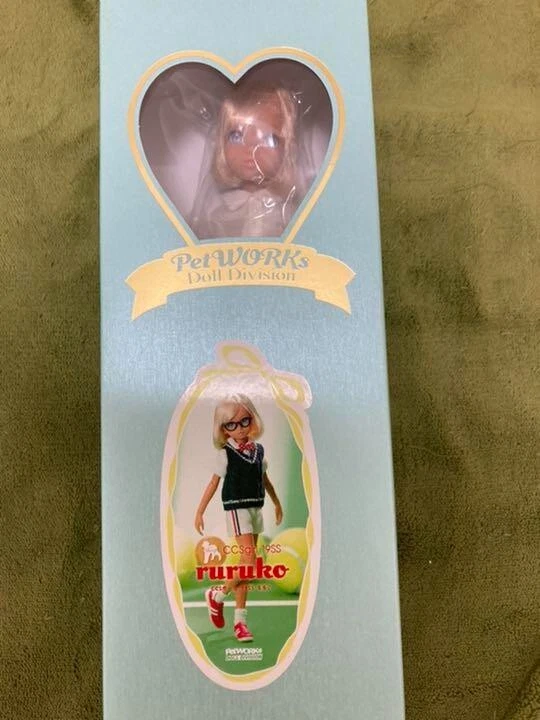 PetWORKs
Doll Division
CCSgirl 19SS
ruruko
PetWORKs
DOLL DIVISION